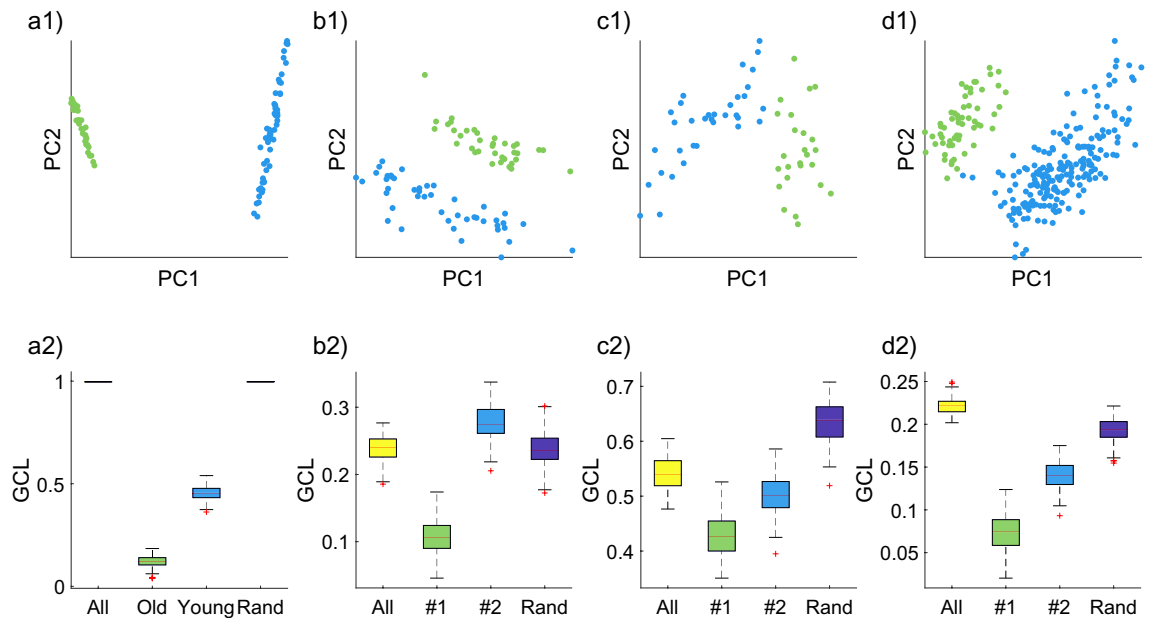 a1)
b1)
c1)
d1)
PC2
PC2
PC2
PC2
PC1
PC1
PC1
PC1
a2)
b2)
c2)
d2)
GCL
1
0.5
0
All Old Young Rand
GCL
0.3
0.2
0.1
All #1 #2 Rand
GCL
0.7
0.6
0.5
0.4
All #1 #2 Rand
GCL
0.25
0.2
0.15
0.1
0.05
All #1 #2 Rand